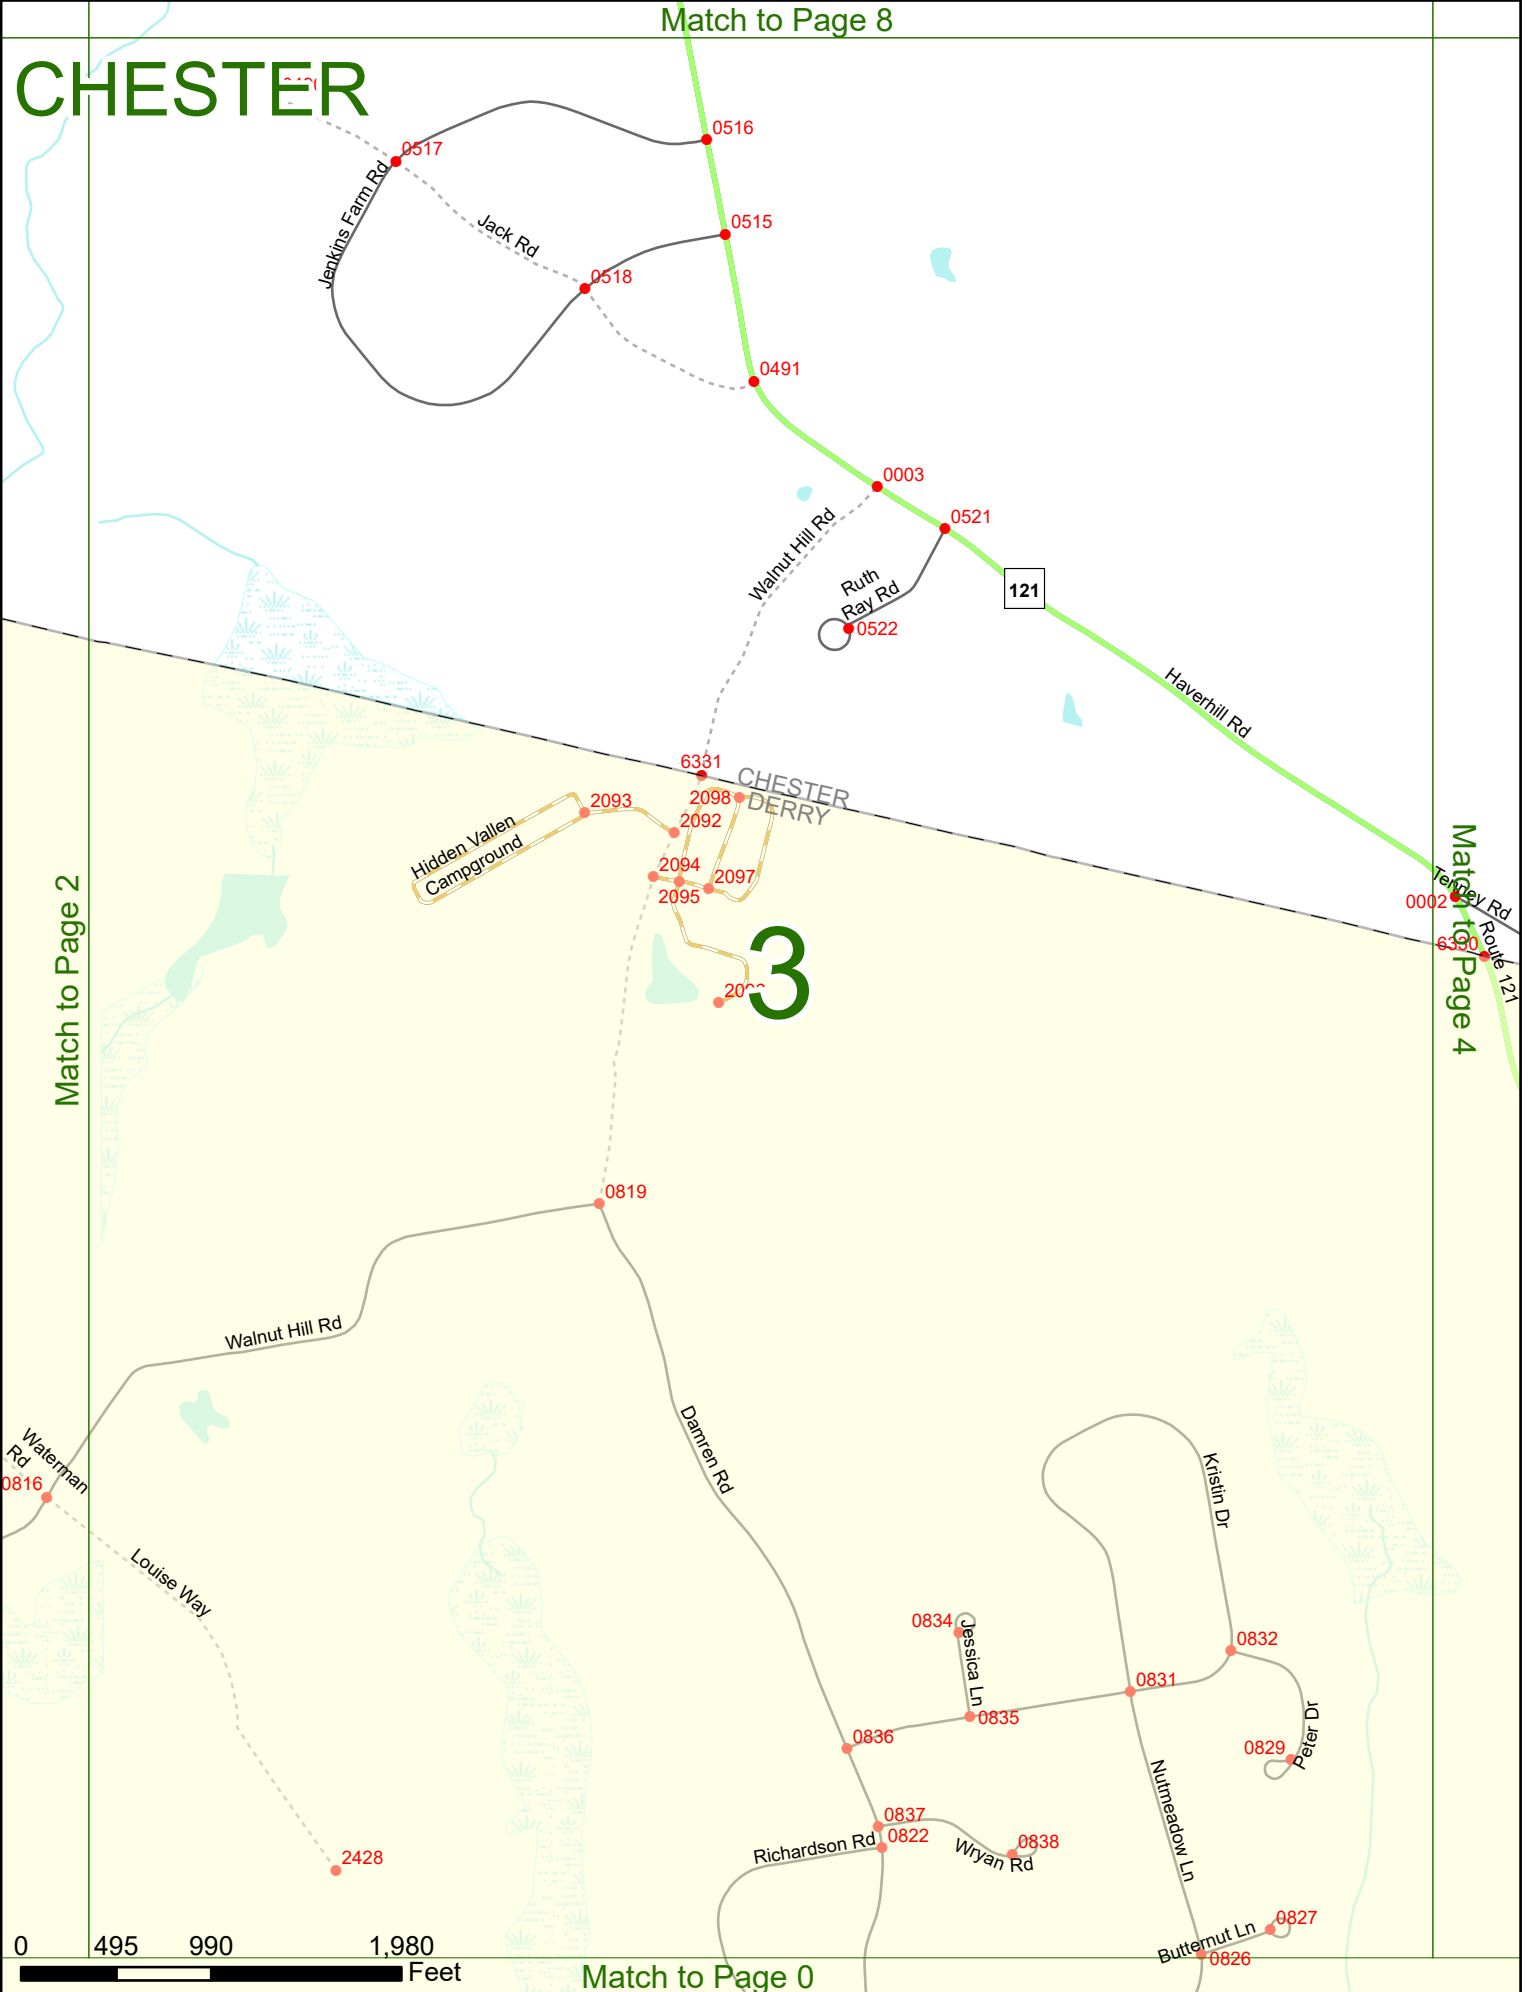 Match to Page 8
CHESTER
0516
0517
Jenkins Farm Rd
Jack Rd
0515
0518
0491
0003
0521
Walnut Hill Rd
Ruth
Ray Rd
0522
121
Haverhill Rd
6331
CHESTER
DERRY
2098
2093
2092
Hidden Vallen
Campground
2094
2097
2095
Match to Page 2
3
Tenney Rd
0002
6330
Route 121
Match to Page 4
0819
Walnut Hill Rd
Damren Rd
Waterman
Rd
0816
Louise Way
Kristin Dr
0834
Jessica Ln
0832
0831
0835
0836
0829
Peter Dr
Nutmeadow Ln
0837
0822
Richardson Rd
Wryan Rd
0838
2428
0827
Butternut Ln
0826
0 495 990 1,980
Feet
Match to Page 0